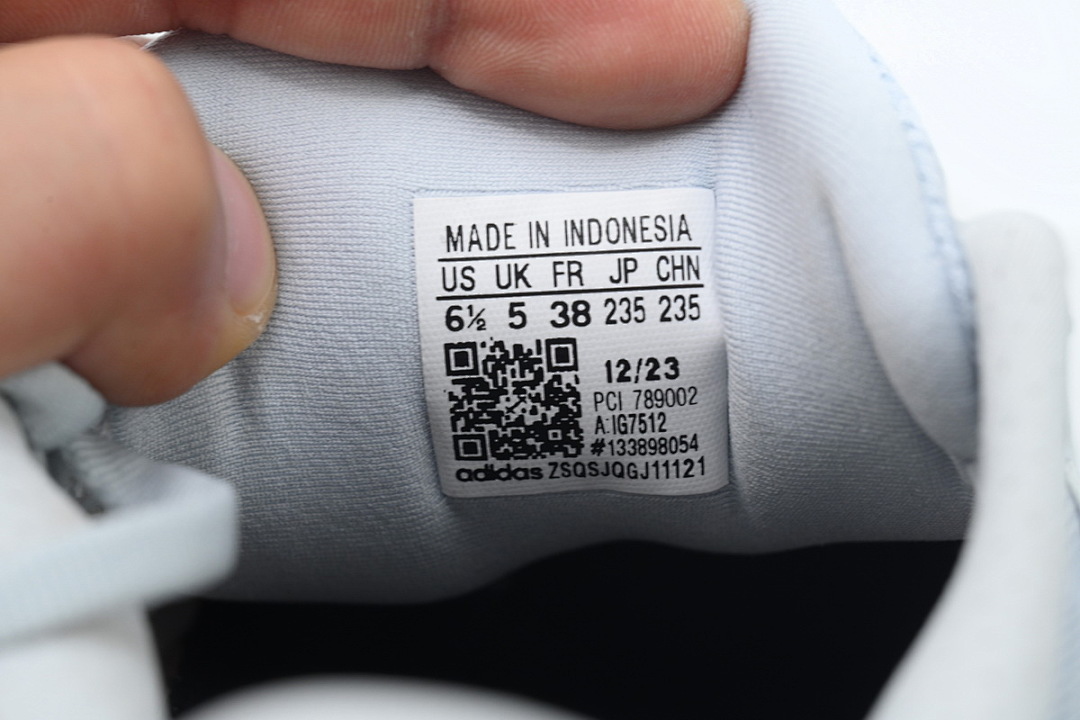 MADE IN INDONESIA
US UK FR JP CHN
6½ 5 38 235 235
12/23
PCI 789002
A:IG7512
#133898054
adidas ZSQSJQGJ11121